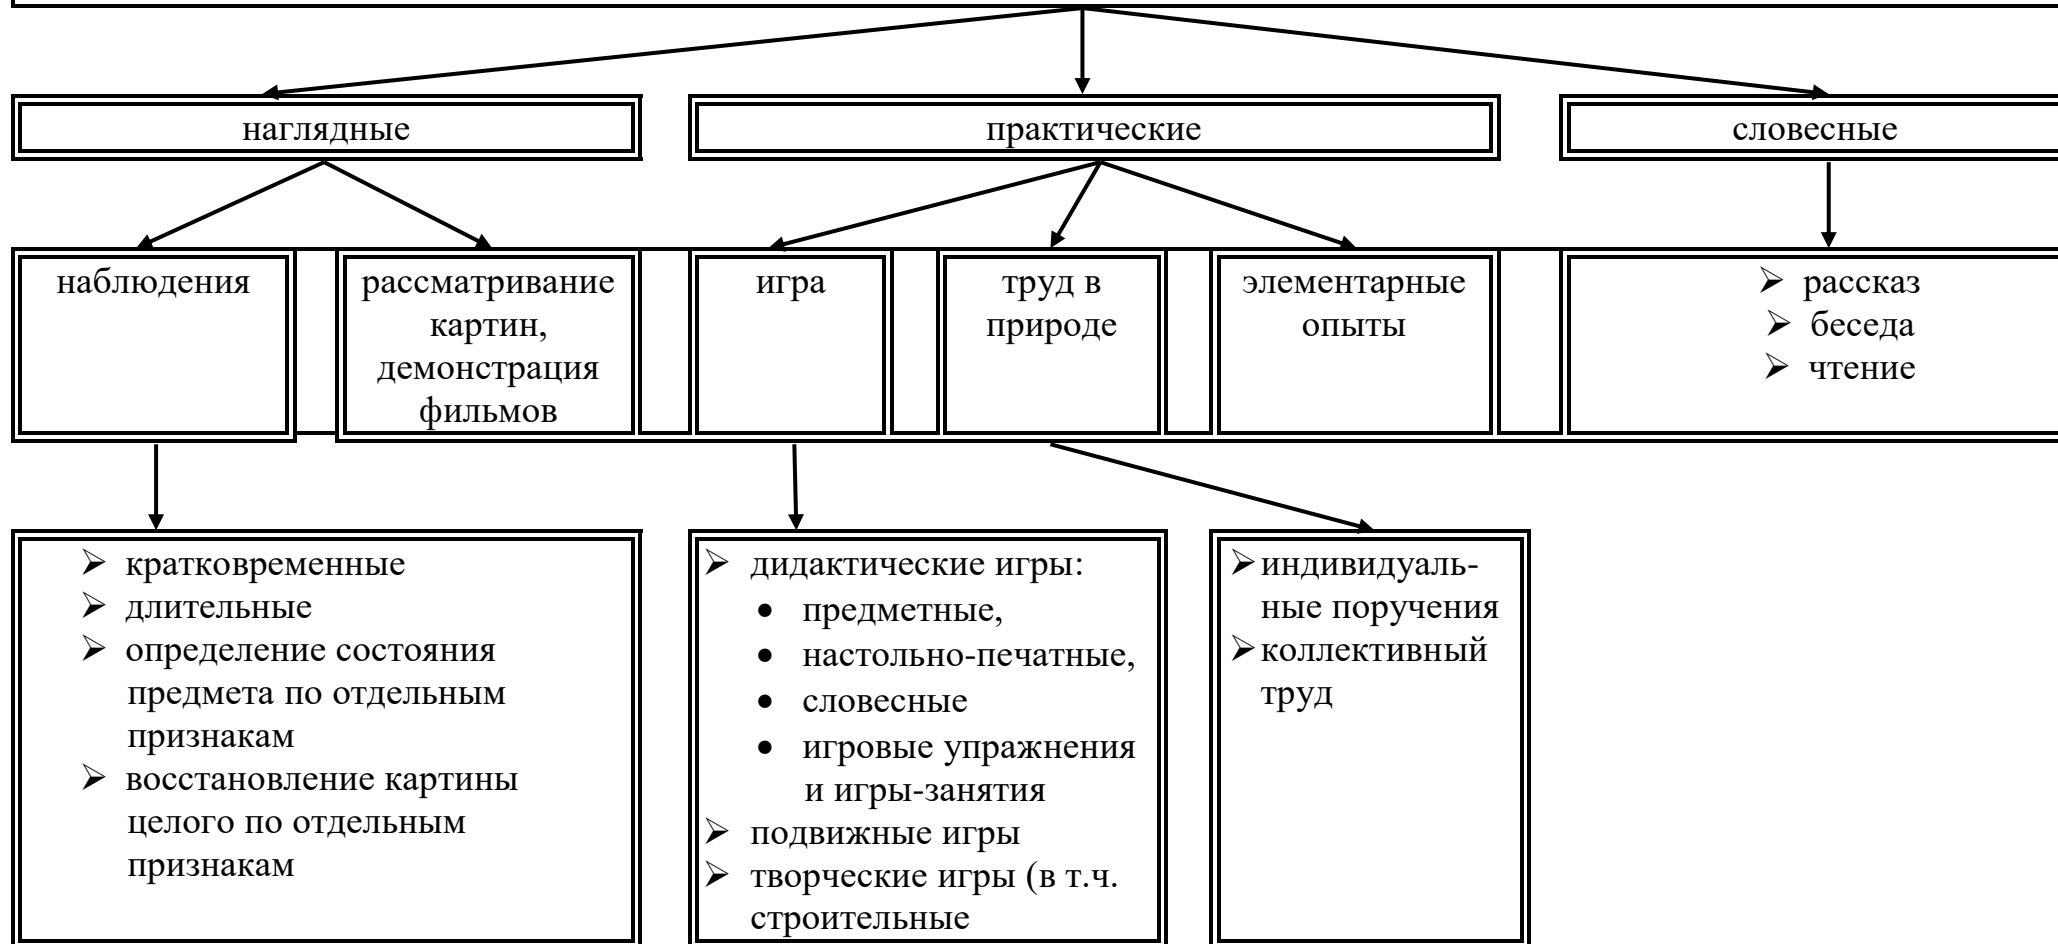 наглядные
практические
словесные
наблюдения
рассматривание
картин,
демонстрация
фильмов
игра
труд в
природе
элементарные
опыты
➢ рассказ
➢ беседа
➢ чтение
➢ кратковременные
➢ длительные
➢ определение состояния
предмета по отдельным
признакам
➢ восстановление картины
целого по отдельным
признакам
➢ дидактические игры:
• предметные,
• настольно-печатные,
• словесные
• игровые упражнения
и игры-занятия
➢ подвижные игры
➢ творческие игры (в т.ч.
строительные
➢ индивидуаль-
ные поручения
➢ коллективный
труд